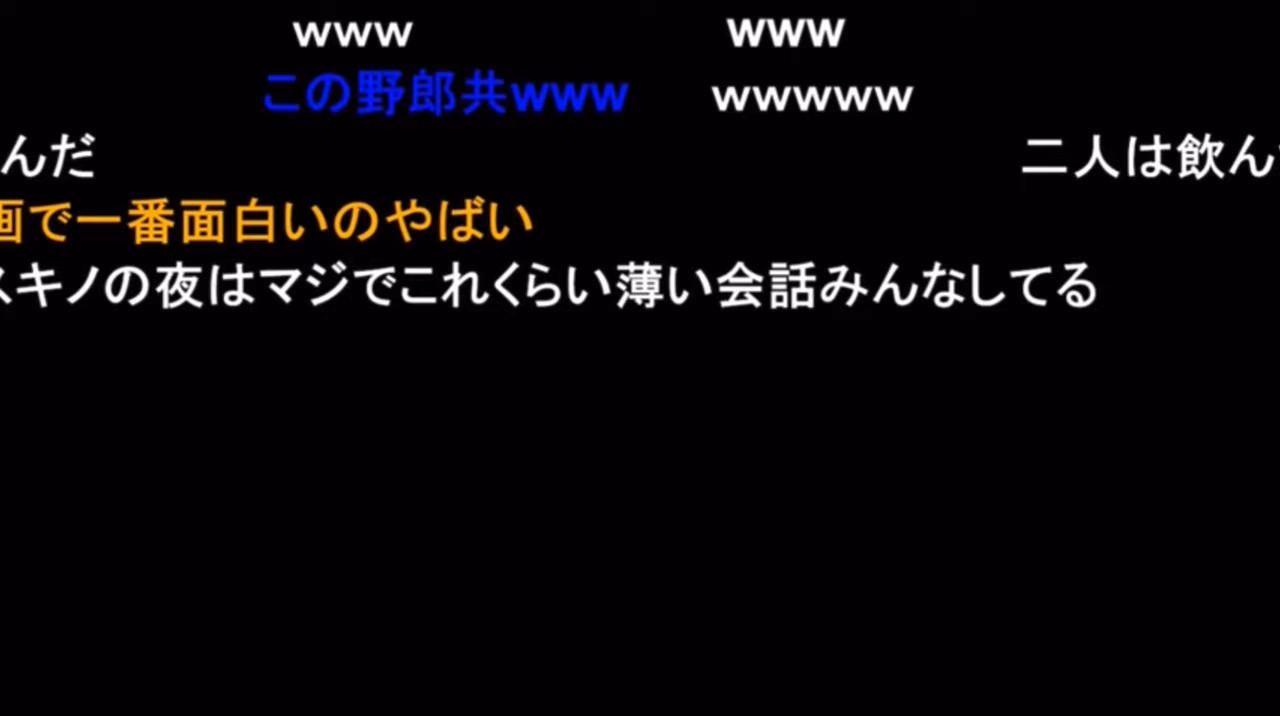 www www
この野郎共www wwwww
んだ 二人は飲ん
画で一番面白いのやばい
スキノの夜はマジでこれくらい薄い会話みんなしてる